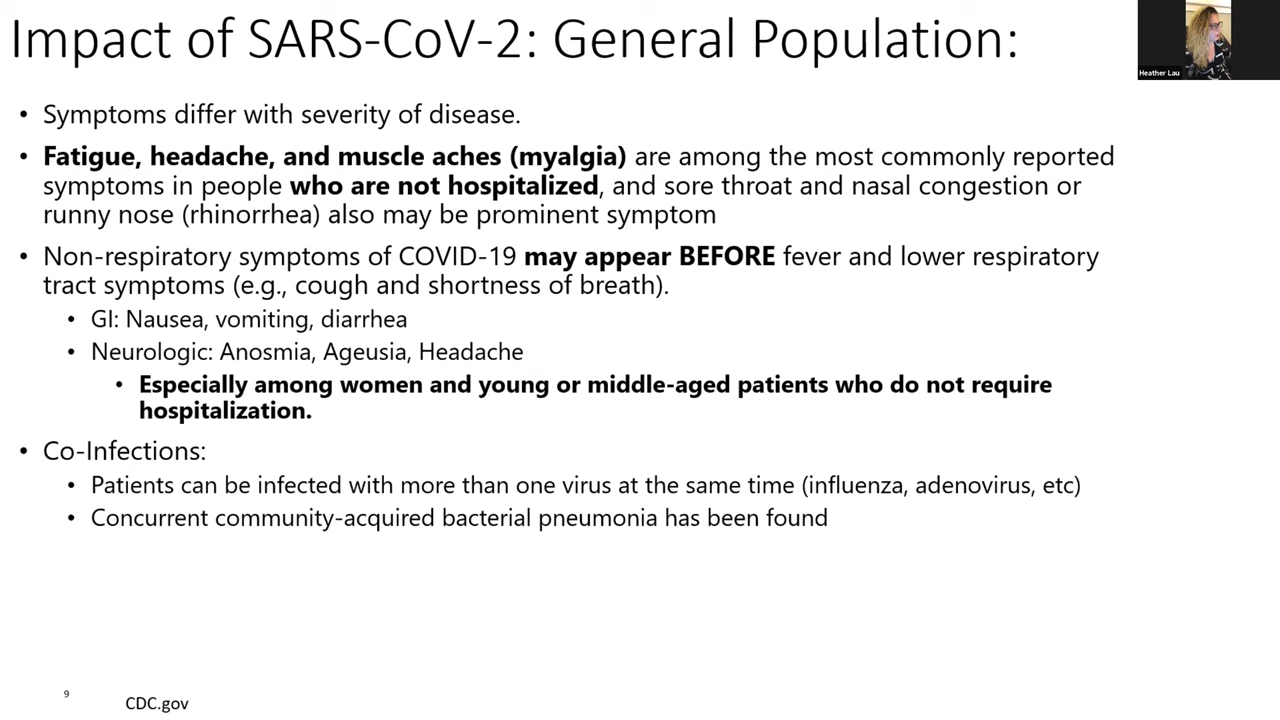 Impact of SARS-CoV-2: General Population:
Heather Lau
• Symptoms differ with severity of disease.
• Fatigue, headache, and muscle aches (myalgia) are among the most commonly reported
symptoms in people who are not hospitalized, and sore throat and nasal congestion or
runny nose (rhinorrhea) also may be prominent symptom
• Non-respiratory symptoms of COVID-19 may appear BEFORE fever and lower respiratory
tract symptoms (e.g., cough and shortness of breath).
• GI: Nausea, vomiting, diarrhea
• Neurologic: Anosmia, Ageusia, Headache
• Especially among women and young or middle-aged patients who do not require
hospitalization.
• Co-Infections:
• Patients can be infected with more than one virus at the same time (influenza, adenovirus, etc)
• Concurrent community-acquired bacterial pneumonia has been found
9
CDC.gov